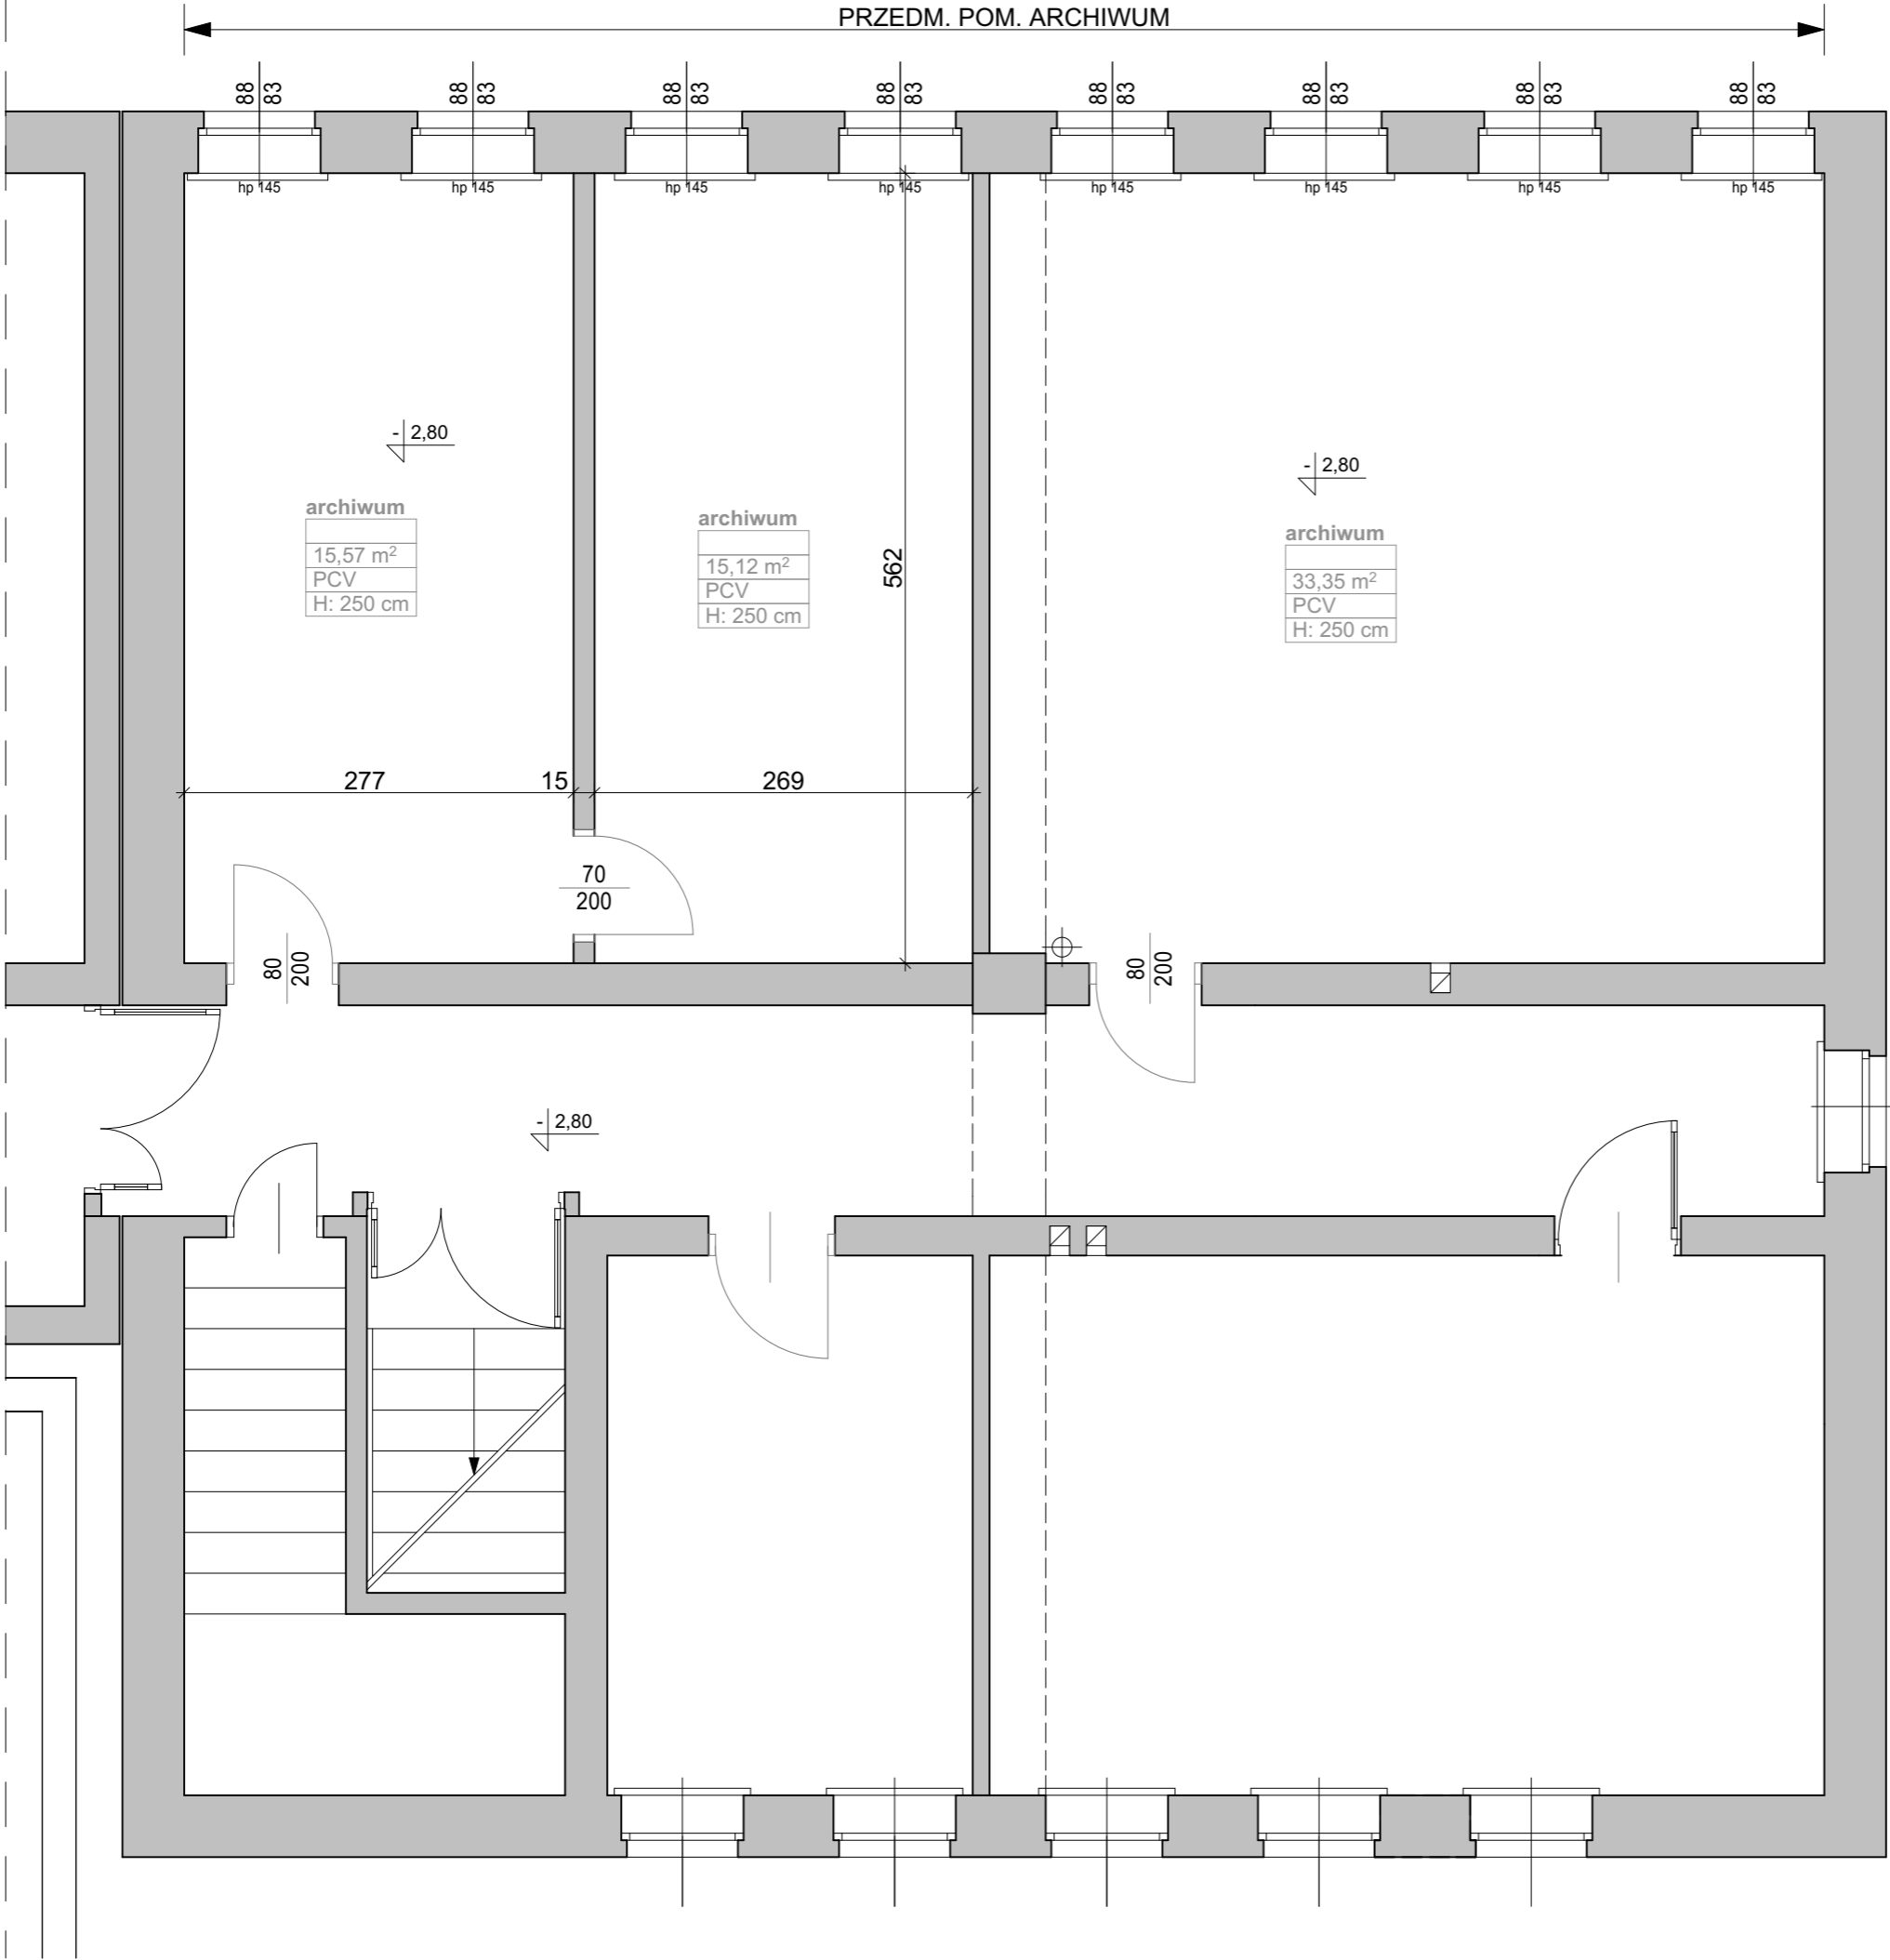 PRZEDM. POM. ARCHIWUM
88 83 88 83 88 83 88 83 88 83 88 83 88 83 88 83
hp 145 hp 145 hp 145 hp 145 hp 145 hp 145 hp 145 hp 145
- 2,80
- 2,80
archiwum
15,57 m²
PCV
H: 250 cm
archiwum
15,12 m²
PCV
H: 250 cm
562
archiwum
33,35 m²
PCV
H: 250 cm
277 15 269
70
200
80
200
80
200
- 2,80